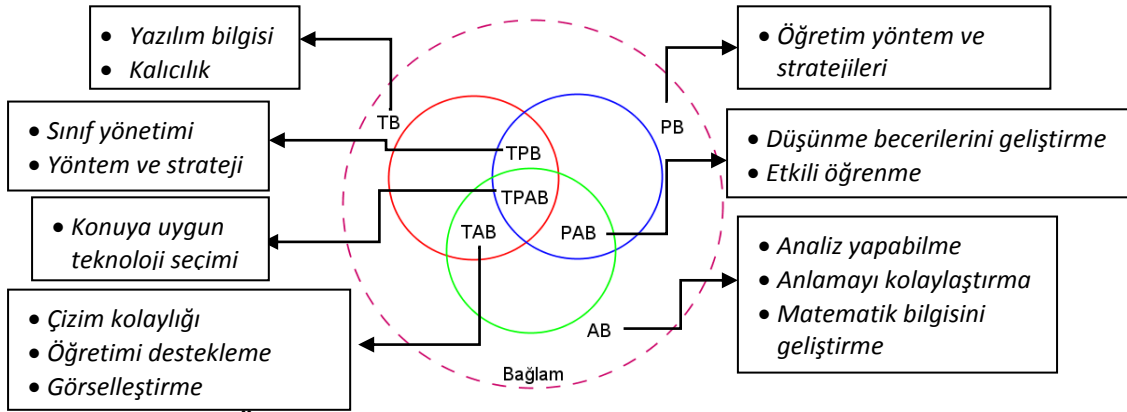 • Yazılım bilgisi
• Kalıcılık
• Öğretim yöntem ve
stratejileri
TB
PB
• Sınıf yönetimi
• Yöntem ve strateji
TPB
• Düşünme becerilerini geliştirme
• Etkili öğrenme
TPAB
• Konuya uygun
teknoloji seçimi
TAB
PAB
• Analiz yapabilme
• Anlamayı kolaylaştırma
• Matematik bilgisini
geliştirme
• Çizim kolaylığı
• Öğretimi destekleme
• Görselleştirme
AB
Bağlam